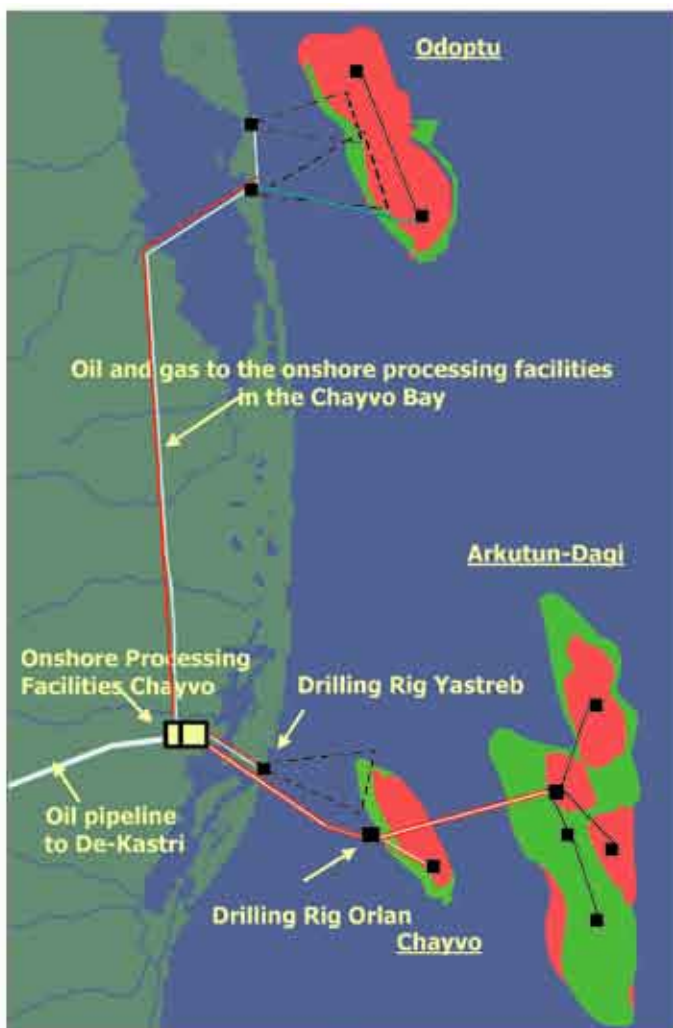 Odoptu
Oil and gas to the onshore processing facilities
in the Chayvo Bay
Arkutun-Dagi
Onshore Processing
Facilities Chayvo
Drilling Rig Yastreb
Oil pipeline
to De-Kastri
Drilling Rig Orlan
Chayvo